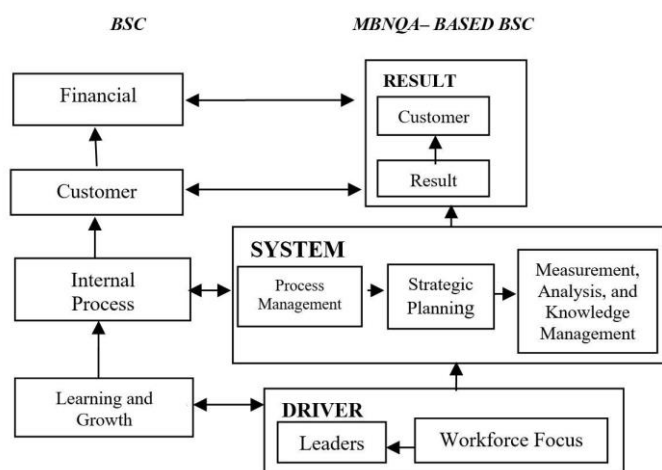 BSC
MBNQA– BASED BSC
Financial
Customer
Internal
Process
Learning and
Growth
RESULT
Customer
Result
SYSTEM
Process
Management
Strategic
Planning
Measurement,
Analysis, and
Knowledge
Management
DRIVER
Leaders
Workforce Focus